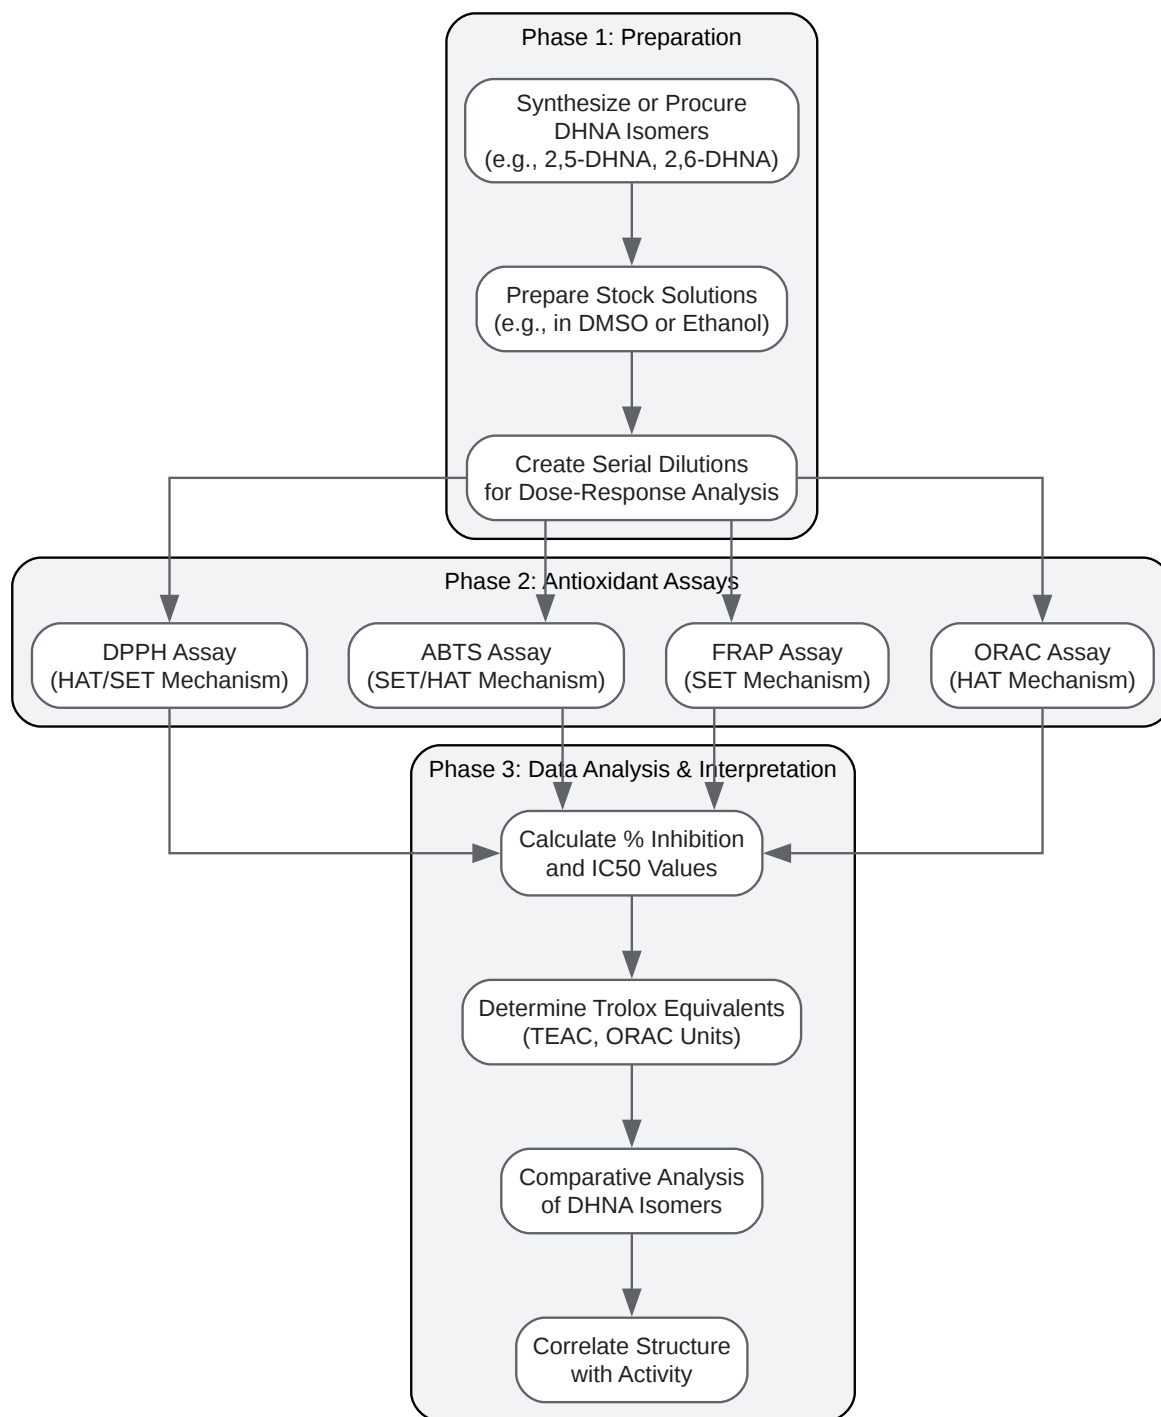 Phase 1: Preparation
Synthesize or Procure
DHNA Isomers
(e.g., 2,5-DHNA, 2,6-DHNA)
Prepare Stock Solutions
(e.g., in DMSO or Ethanol)
Create Serial Dilutions
for Dose-Response Analysis
Phase 2: Antioxidant Assays
DPPH Assay
(HAT/SET Mechanism)
ABTS Assay
(SET/HAT Mechanism)
FRAP Assay
(SET Mechanism)
ORAC Assay
(HAT Mechanism)
Phase 3: Data Analysis & Interpretation
Calculate % Inhibition
and IC50 Values
Determine Trolox Equivalents
(TEAC, ORAC Units)
Comparative Analysis
of DHNA Isomers
Correlate Structure
with Activity